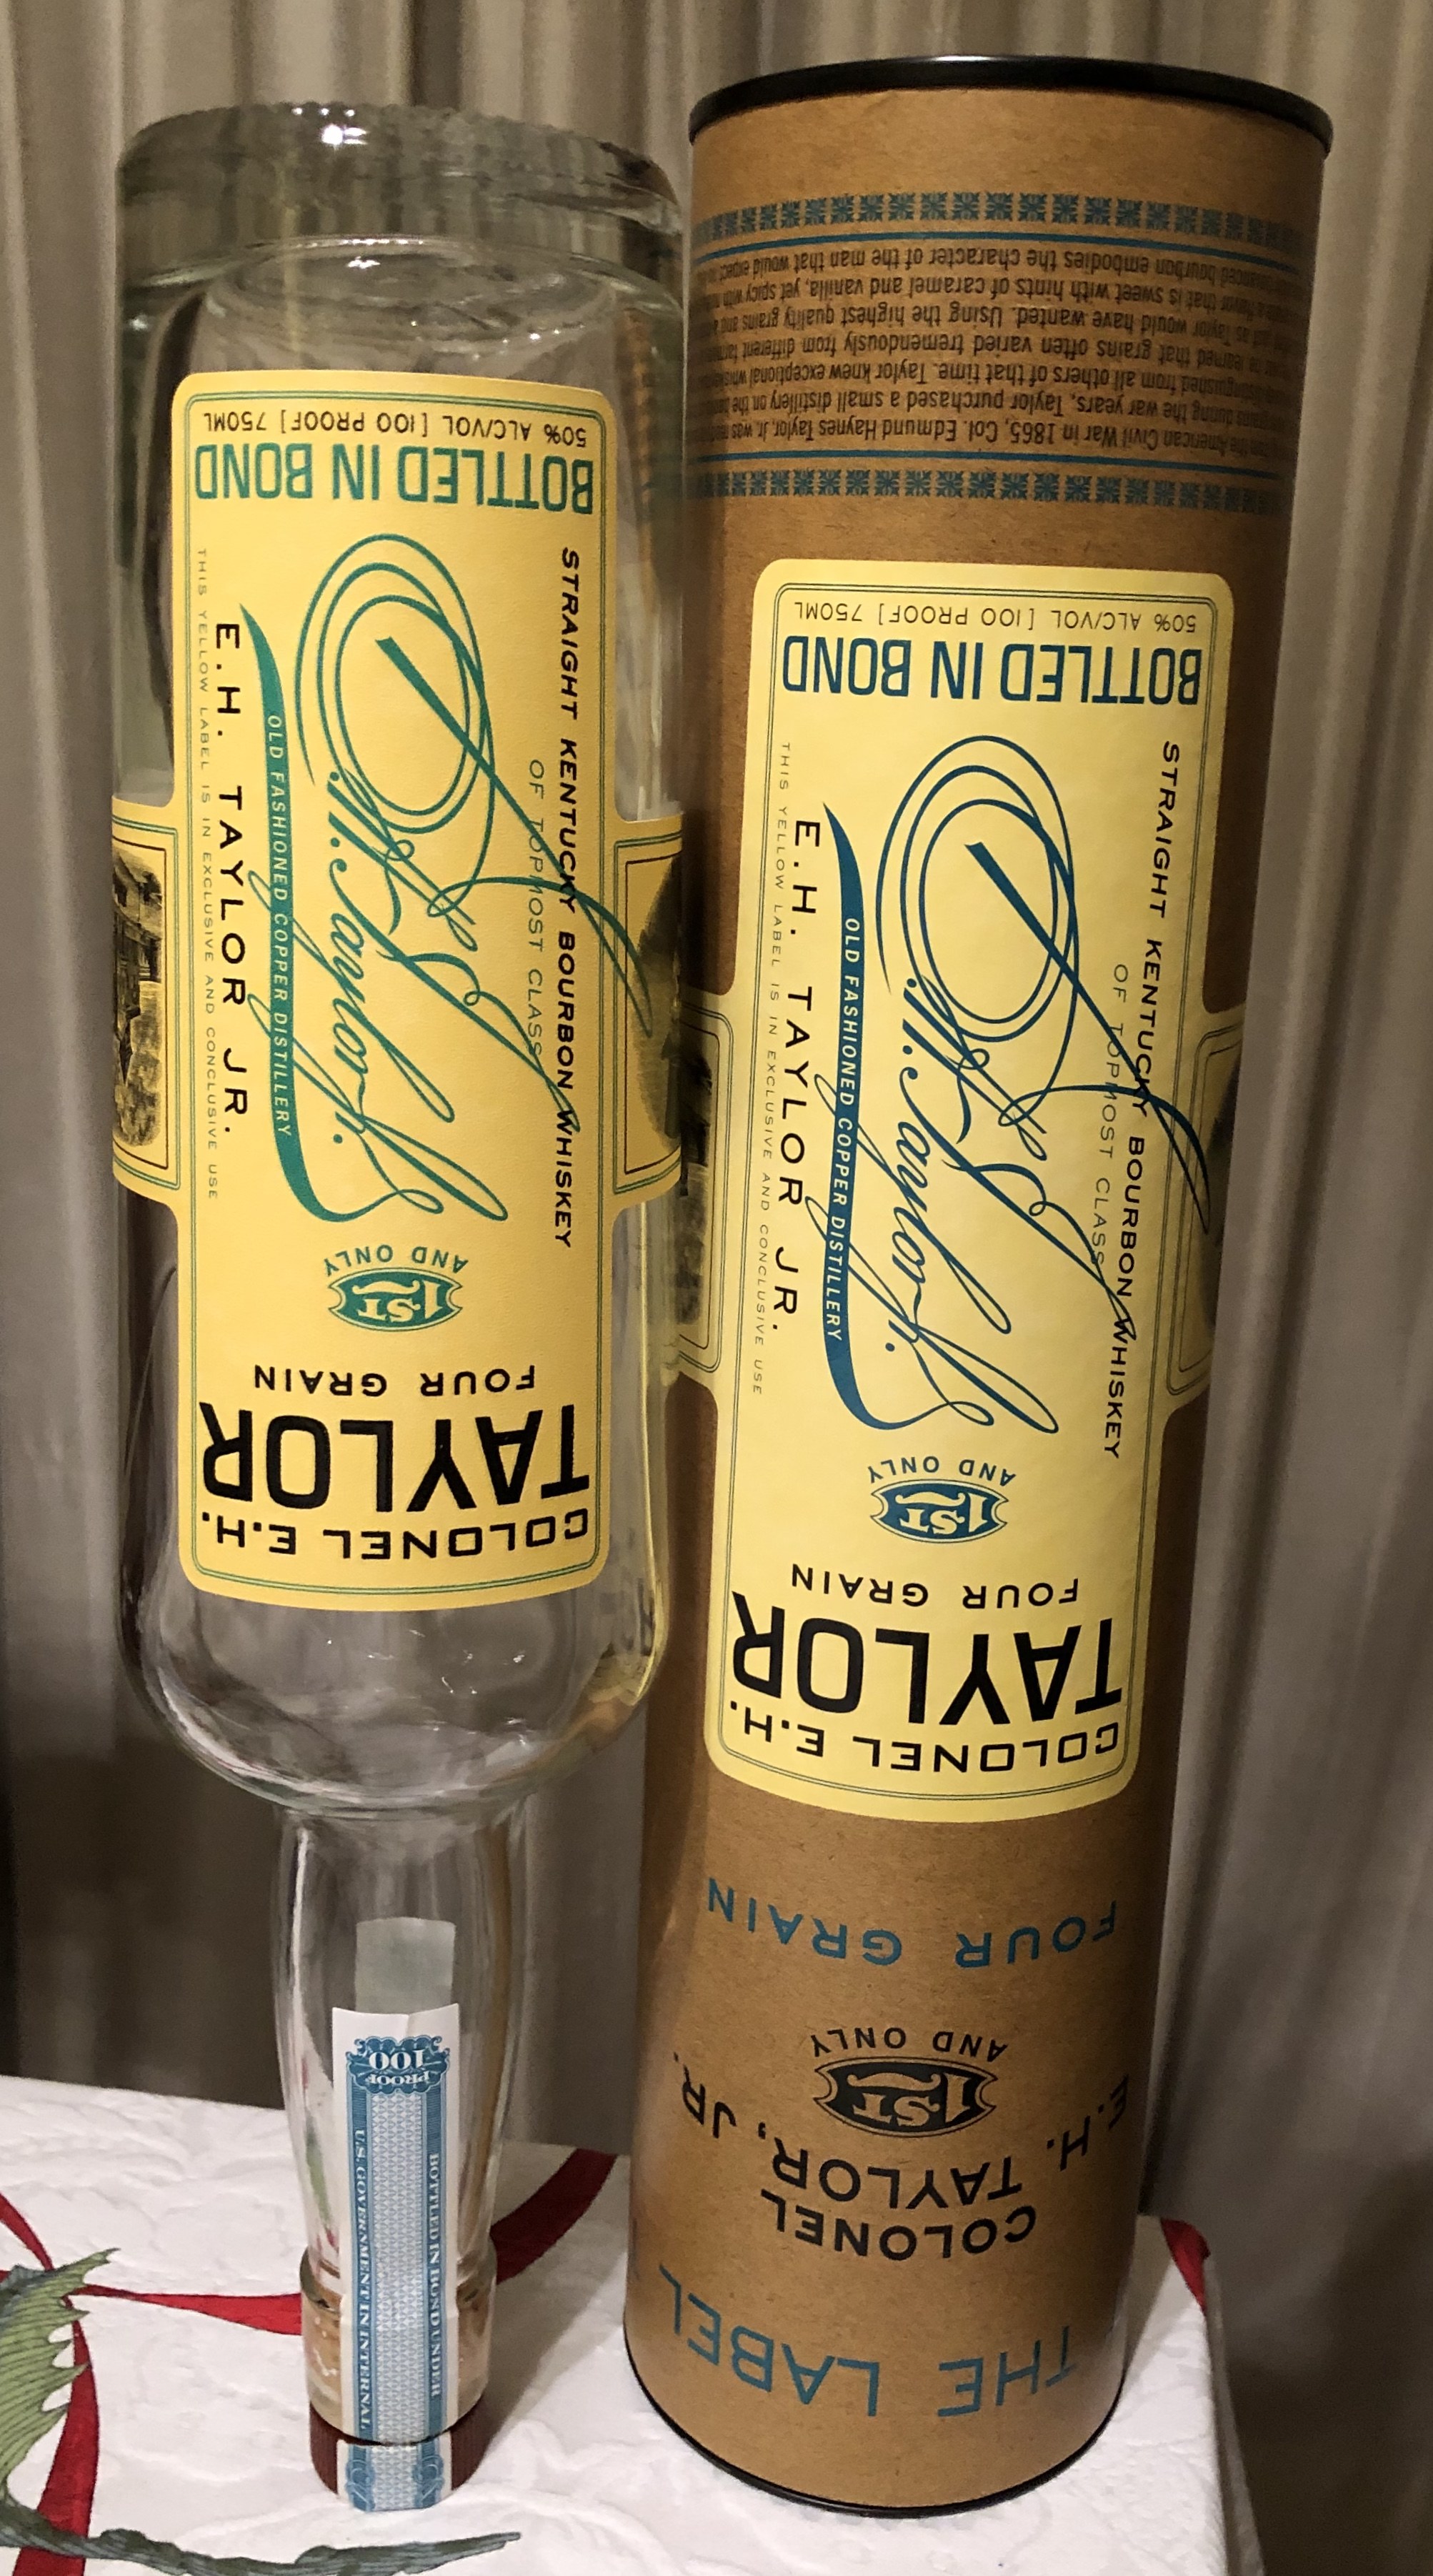 COLONEL E.H.
TAYLOR
FOUR GRAIN
1ST
AND ONLY
STRAIGHT KENTUCKY BOURBON WHISKEY
OF TOPMOST CLASS
E.H. Taylor Jr.
OLD FASHIONED COPPER DISTILLERY
E.H. TAYLOR JR.
THIS YELLOW LABEL IS IN EXCLUSIVE AND CONCLUSIVE USE
BOTTLED IN BOND
50% ALC/VOL [100 PROOF] 750ML
BOTTLED IN BOND UNDER
U.S. GOVERNMENT IN INTERNAL
PROOF
100
THE LABEL
COLONEL
E.H. TAYLOR, JR.
1ST
AND ONLY
FOUR GRAIN
COLONEL E.H.
TAYLOR
FOUR GRAIN
1ST
AND ONLY
STRAIGHT KENTUCKY BOURBON WHISKEY
OF TOPMOST CLASS
E.H. Taylor Jr.
OLD FASHIONED COPPER DISTILLERY
E.H. TAYLOR JR.
THIS YELLOW LABEL IS IN EXCLUSIVE AND CONCLUSIVE USE
BOTTLED IN BOND
50% ALC/VOL [100 PROOF] 750ML
the American Civil War in 1865, Col. Edmund Haynes Taylor, Jr. was
during the war years, Taylor purchased a small distillery on the
distinguished from all others of that time. Taylor knew exceptional
he learned that grains often varied tremendously from different
just as Taylor would have wanted. Using the highest quality grains and
a flavor that is sweet with hints of caramel and vanilla, yet spicy with
balanced bourbon embodies the character of the man that would expect